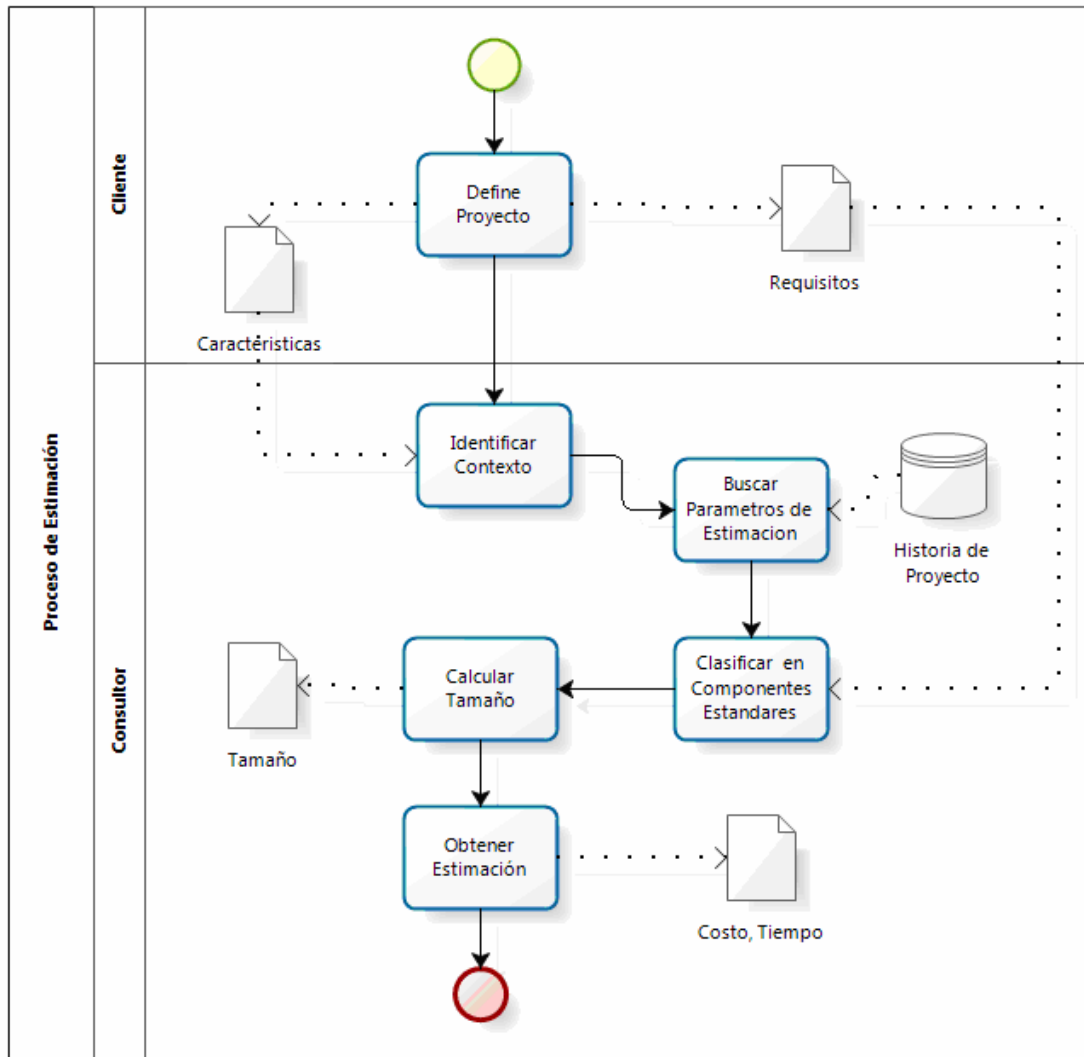 Proceso de Estimación
Cliente
Define
Proyecto
Requisitos
Caracteristicas
Consultor
Identificar
Contexto
Buscar
Parametros de
Estimacion
Historia de
Proyecto
Clasificar en
Componentes
Estandares
Calcular
Tamaño
Tamaño
Obtener
Estimación
Costo, Tiempo